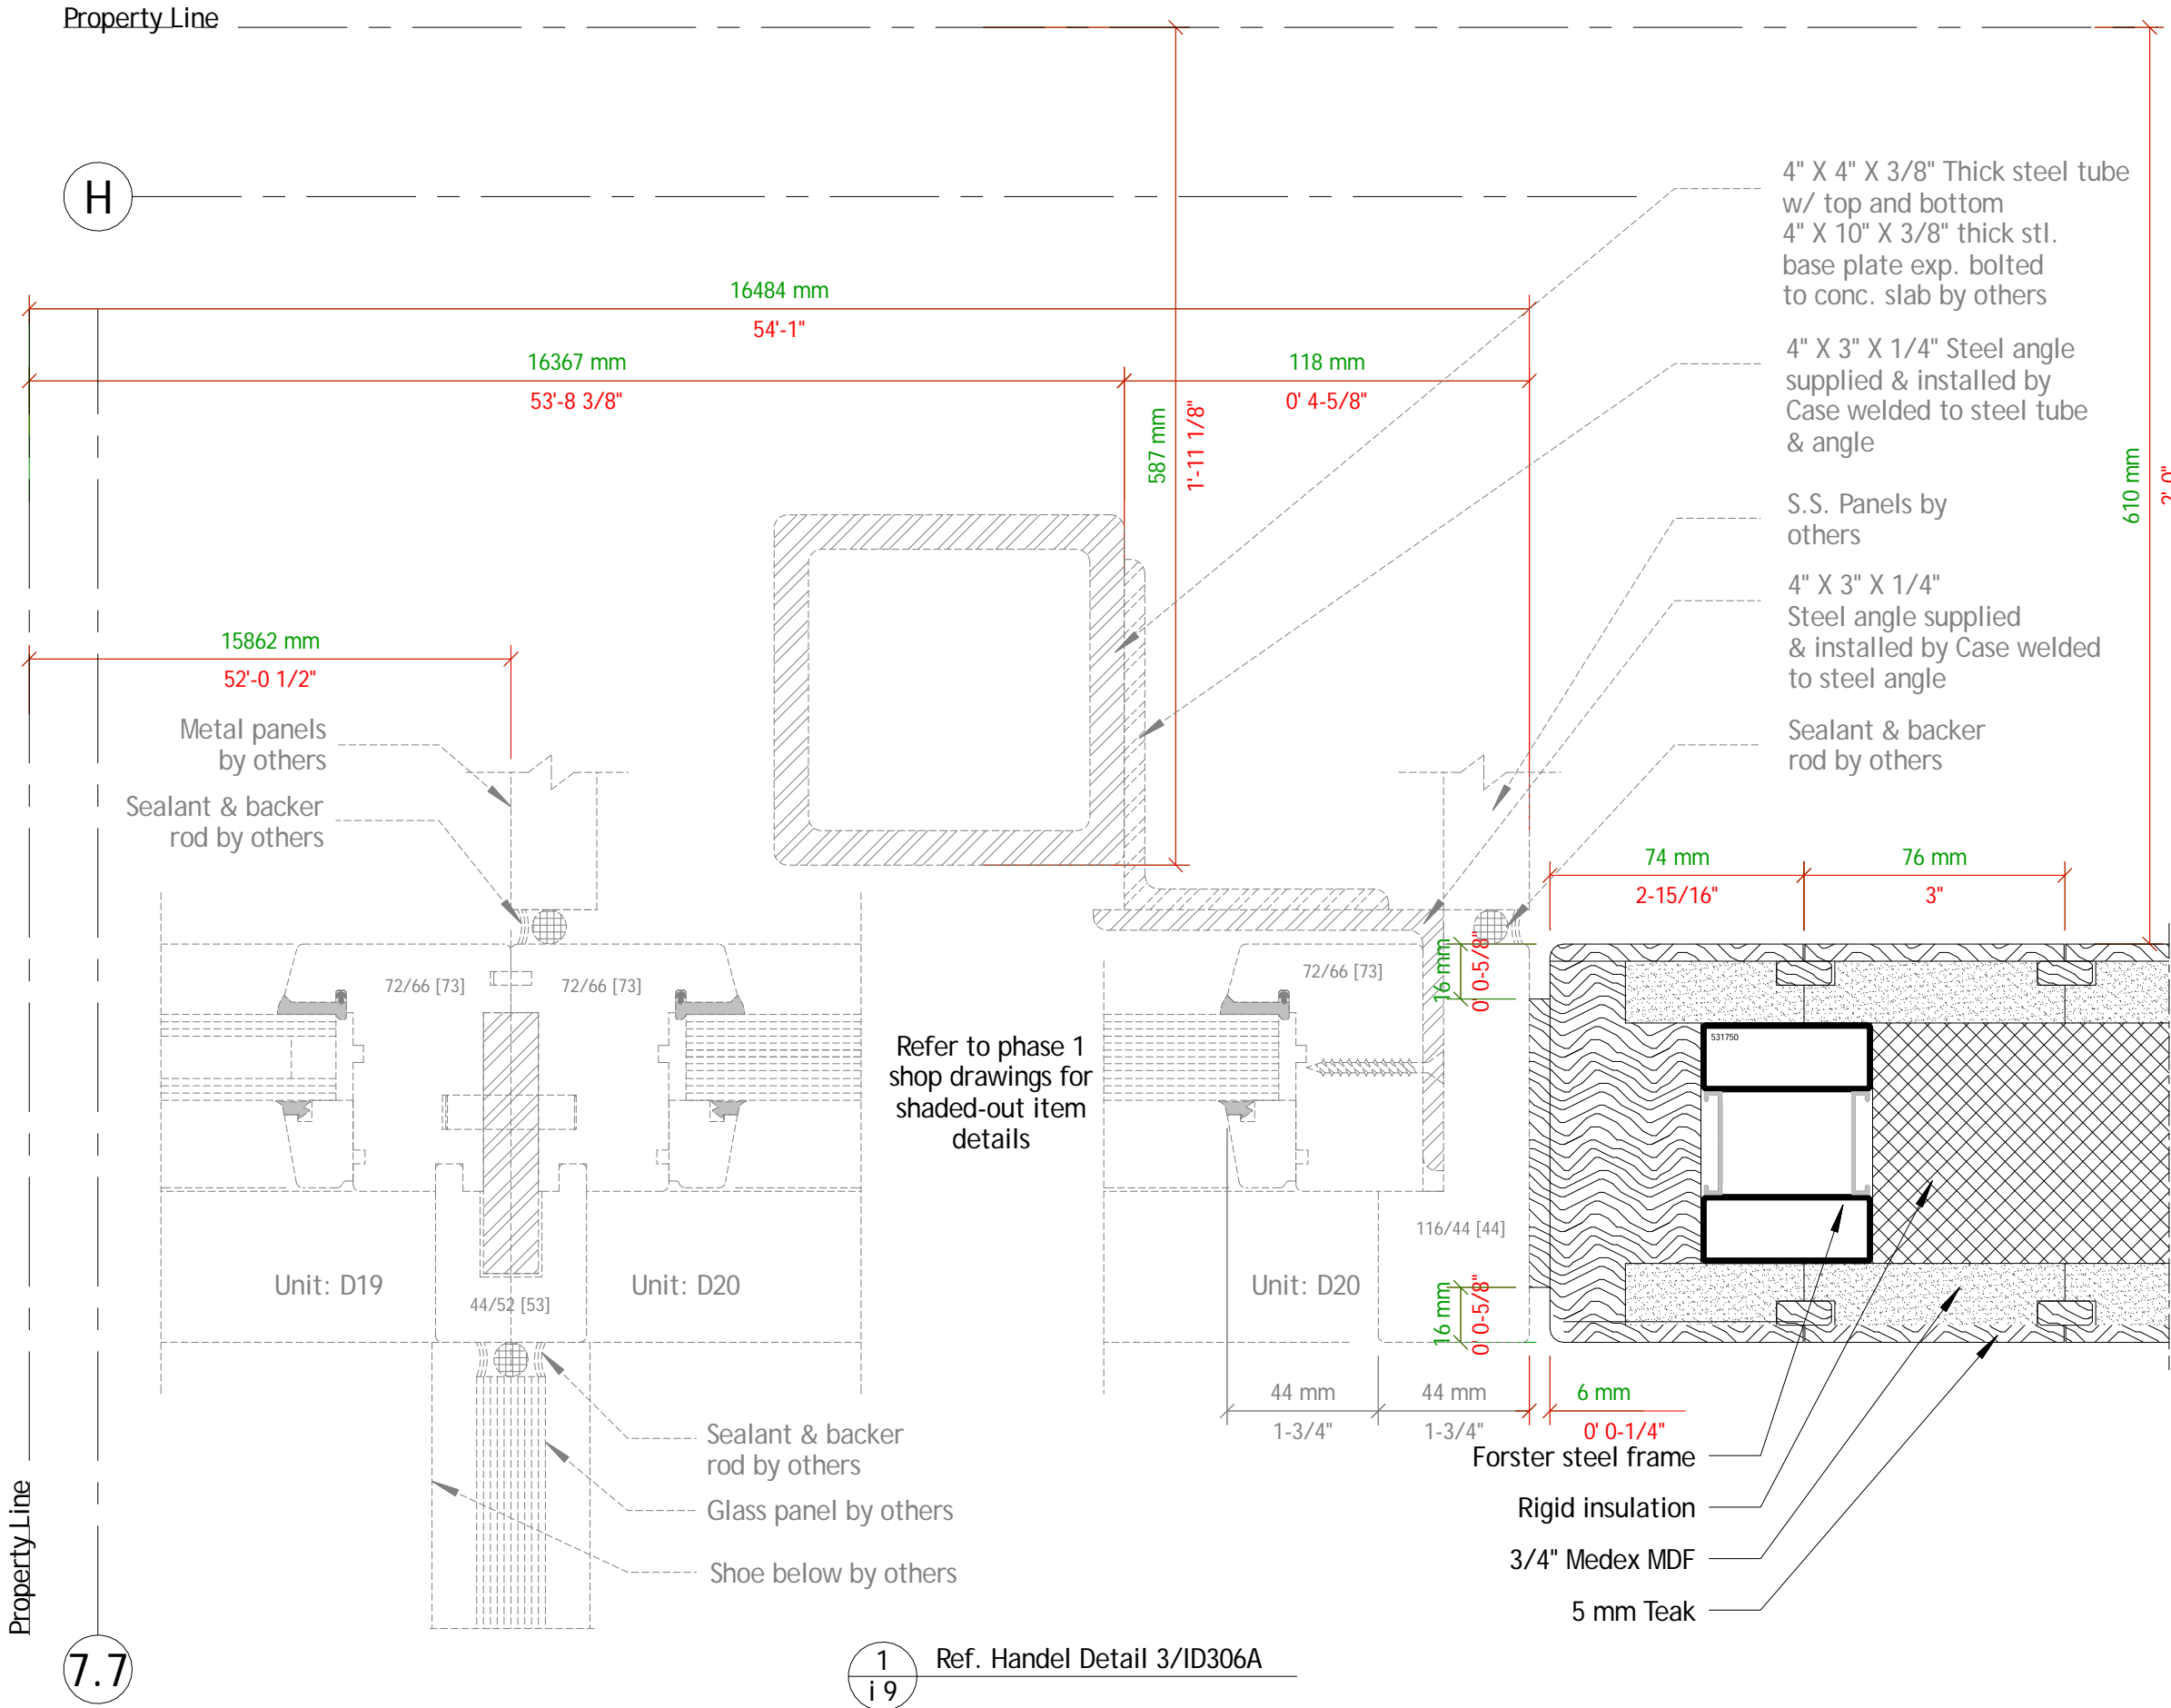 Property Line
H
4" X 4" X 3/8" Thick steel tube
w/ top and bottom
4" X 10" X 3/8" thick stl.
base plate exp. bolted
to conc. slab by others
16484 mm
54'-1"
16367 mm
53'-8 3/8"
118 mm
0' 4-5/8"
587 mm
1'-11 1/8"
4" X 3" X 1/4" Steel angle
supplied & installed by
Case welded to steel tube
& angle
610 mm
2' 0"
S.S. Panels by
others
4" X 3" X 1/4"
Steel angle supplied
& installed by Case welded
to steel angle
Sealant & backer
rod by others
15862 mm
52'-0 1/2"
Metal panels
by others
Sealant & backer
rod by others
74 mm
2-15/16"
76 mm
3"
72/66 [73]
72/66 [73]
72/66 [73]
16 mm
0' 0-5/8"
531750
Refer to phase 1
shop drawings for
shaded-out item
details
116/44 [44]
Unit: D19
44/52 [53]
Unit: D20
Unit: D20
16 mm
0' 0-5/8"
44 mm
1-3/4"
44 mm
1-3/4"
6 mm
0' 0-1/4"
Sealant & backer
rod by others
Glass panel by others
Shoe below by others
Forster steel frame
Rigid insulation
3/4" Medex MDF
5 mm Teak
Property Line
7.7
1
i 9
Ref. Handel Detail 3/ID306A